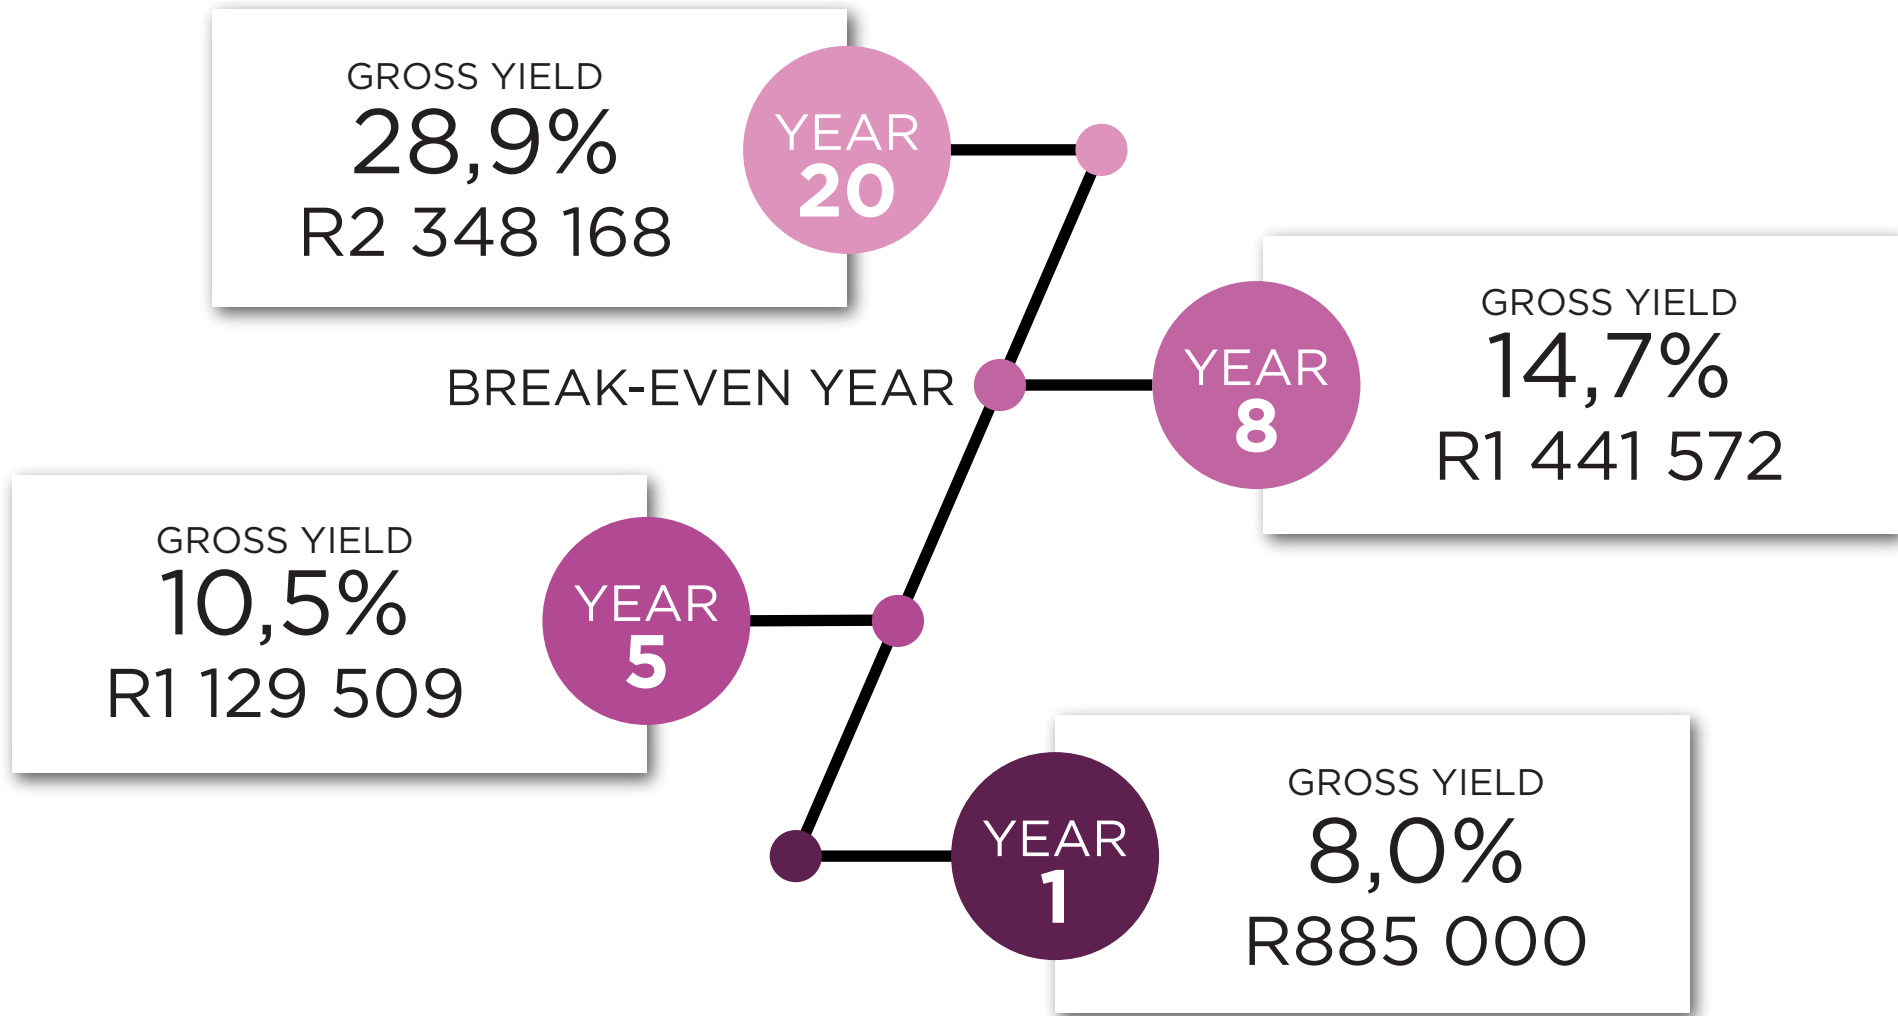 GROSS YIELD
28,9%
R2 348 168
YEAR
20
GROSS YIELD
14,7%
R1 441 572
YEAR
8
BREAK-EVEN YEAR
GROSS YIELD
10,5%
R1 129 509
YEAR
5
YEAR
1
GROSS YIELD
8,0%
R885 000